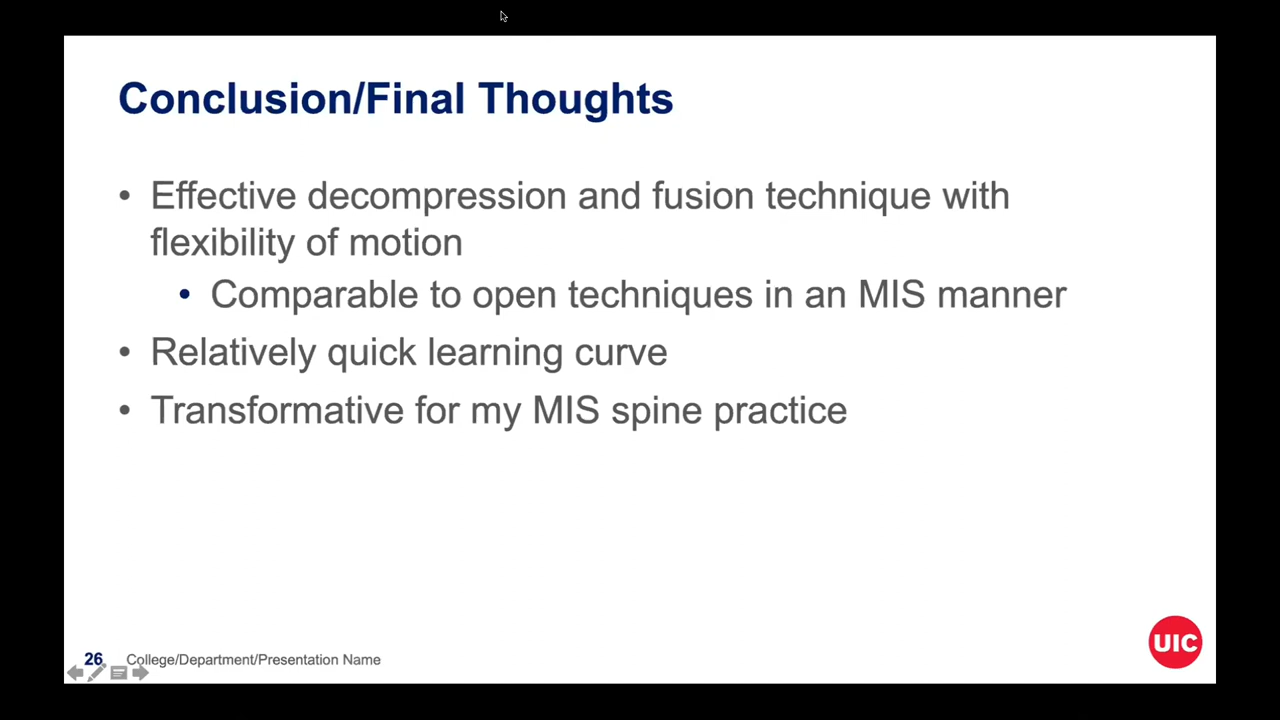 Conclusion/Final Thoughts
• Effective decompression and fusion technique with
flexibility of motion
• Comparable to open techniques in an MIS manner
• Relatively quick learning curve
• Transformative for my MIS spine practice
26 College/Department/Presentation Name
UIC